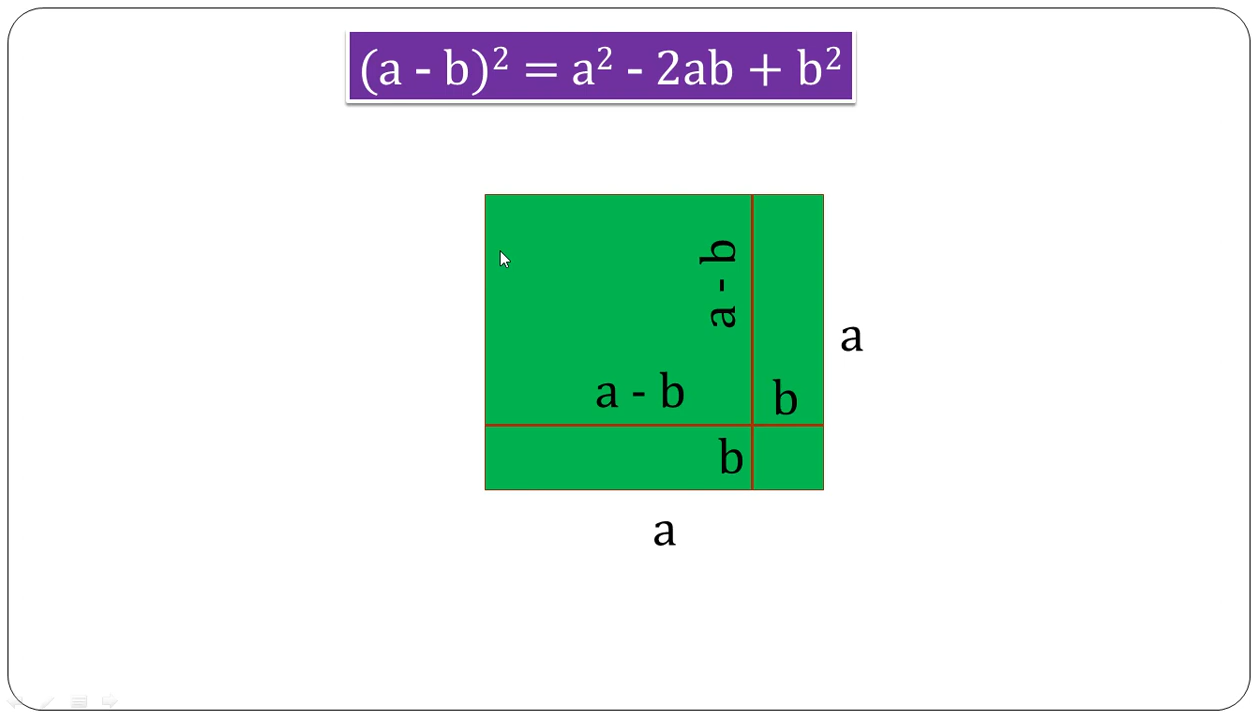 (a - b)² = a² - 2ab + b²
a - b
a
a - b
b
b
a